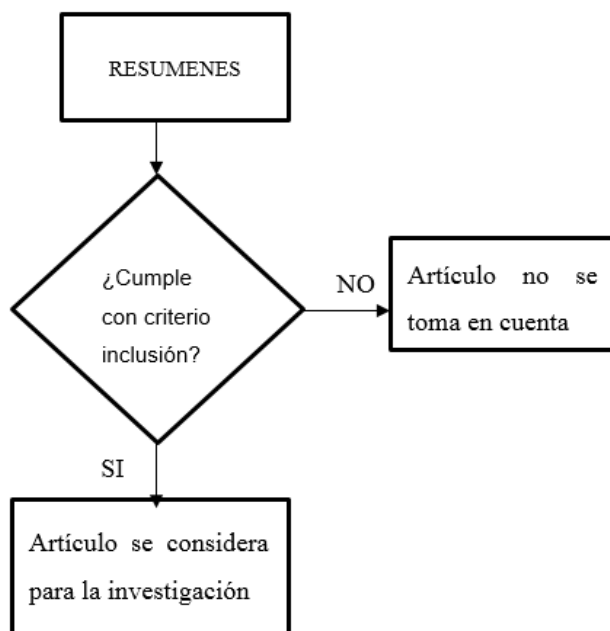 RESUMENES
¿Cumple
con criterio
inclusión?
NO
Artículo no se
toma en cuenta
SI
Artículo se considera
para la investigación